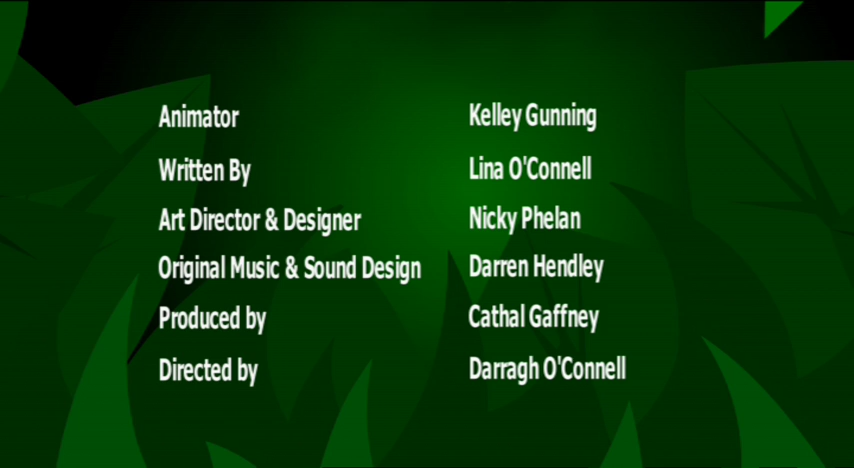 Animator Kelley Gunning
Written By Lina O'Connell
Art Director & Designer Nicky Phelan
Original Music & Sound Design Darren Hendley
Produced by Cathal Gaffney
Directed by Darragh O'Connell